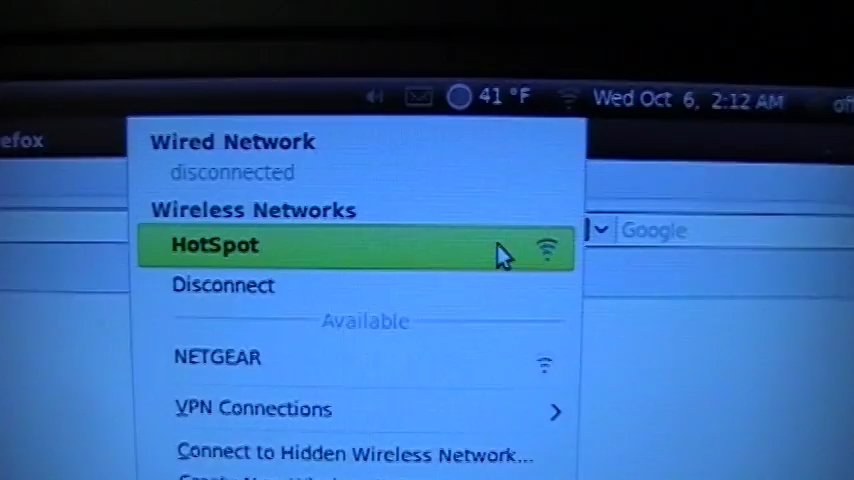 41 °F Wed Oct 6, 2:12 AM off
efox
Wired Network
disconnected
Wireless Networks
HotSpot
Google
Disconnect
Available
NETGEAR
VPN Connections
Connect to Hidden Wireless Network...